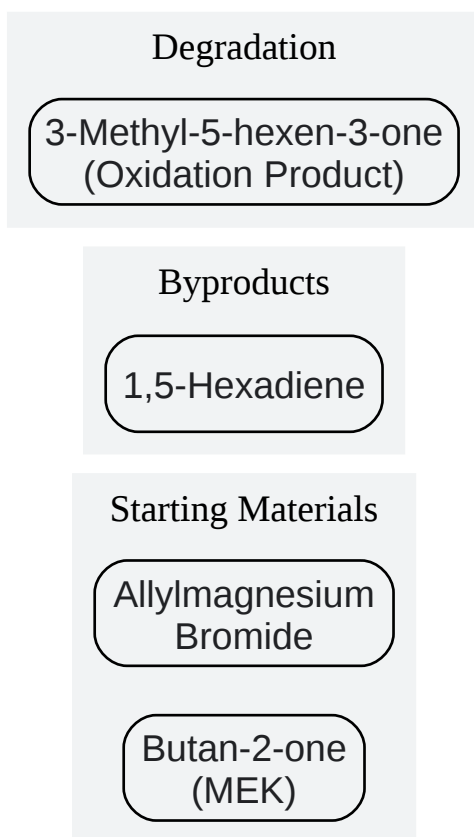 Degradation
3-Methyl-5-hexen-3-one
(Oxidation Product)
Byproducts
1,5-Hexadiene
Starting Materials
Allylmagnesium
Bromide
Butan-2-one
(MEK)